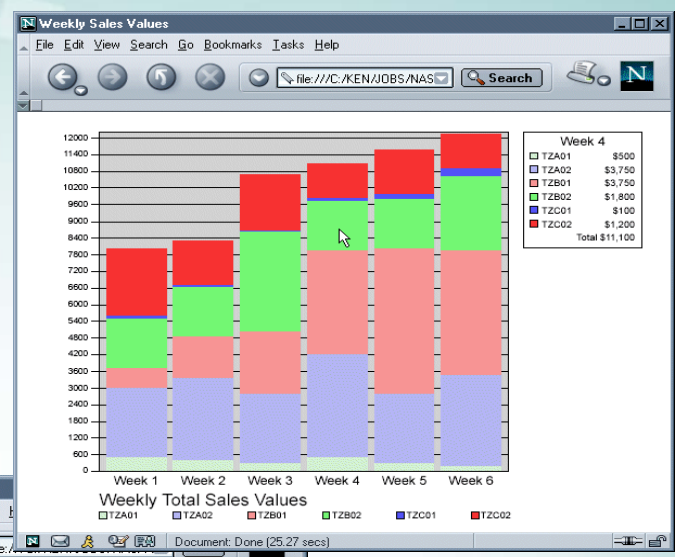 Weekly Sales Values
File Edit View Search Go Bookmarks Tasks Help
file:///C:/KEN/JOBS/NAS Search N
12000
11400
10800
10200
9600
9000
8400
7800
7200
6600
6000
5400
4800
4200
3600
3000
2400
1800
1200
600
0
Week 1 Week 2 Week 3 Week 4 Week 5 Week 6
Weekly Total Sales Values
TZA01 TZA02 TZB01 TZB02 TZC01 TZC02
Week 4
TZA01 $500
TZA02 $3,750
TZB01 $3,750
TZB02 $1,800
TZC01 $100
TZC02 $1,200
Total $11,100
Document: Done (25.27 secs)